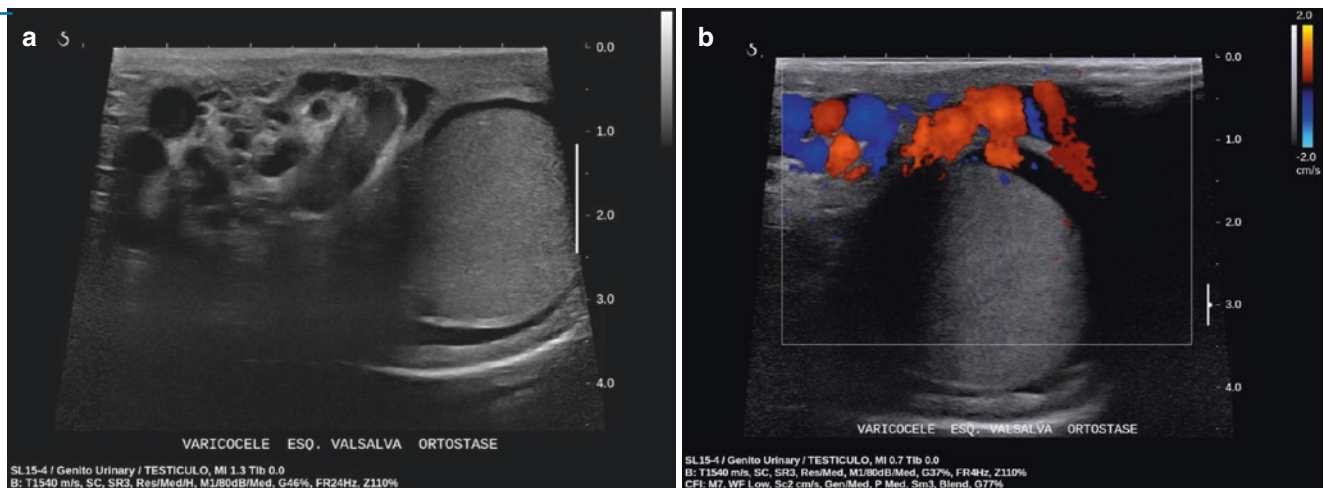 a
S
0.0
1.0
2.0
3.0
4.0
VARICOCELE ESQ. VALSALVA ORTOSTASE
SL15-4 / Genito Urinary / TESTICULO, MI 1.3 TIb 0.0
B: T1540 m/s, SC, SR3, Res/Med/H, M1/80dB/Med, G46%, FR24Hz, Z110%
b
S
2.0
-2.0
cm/s
0.0
1.0
2.0
3.0
4.0
VARICOCELE ESQ. VALSALVA ORTOSTASE
SL15-4 / Genito Urinary / TESTICULO, MI 0.7 TIb 0.0
B: T1540 m/s, SC, SR3, Res/Med, M1/80dB/Med, G37%, FR4Hz, Z110%
CFI: M7, WF Low, Sc2 cm/s, Gen/Med, P Med, Sm3, Blend, G77%